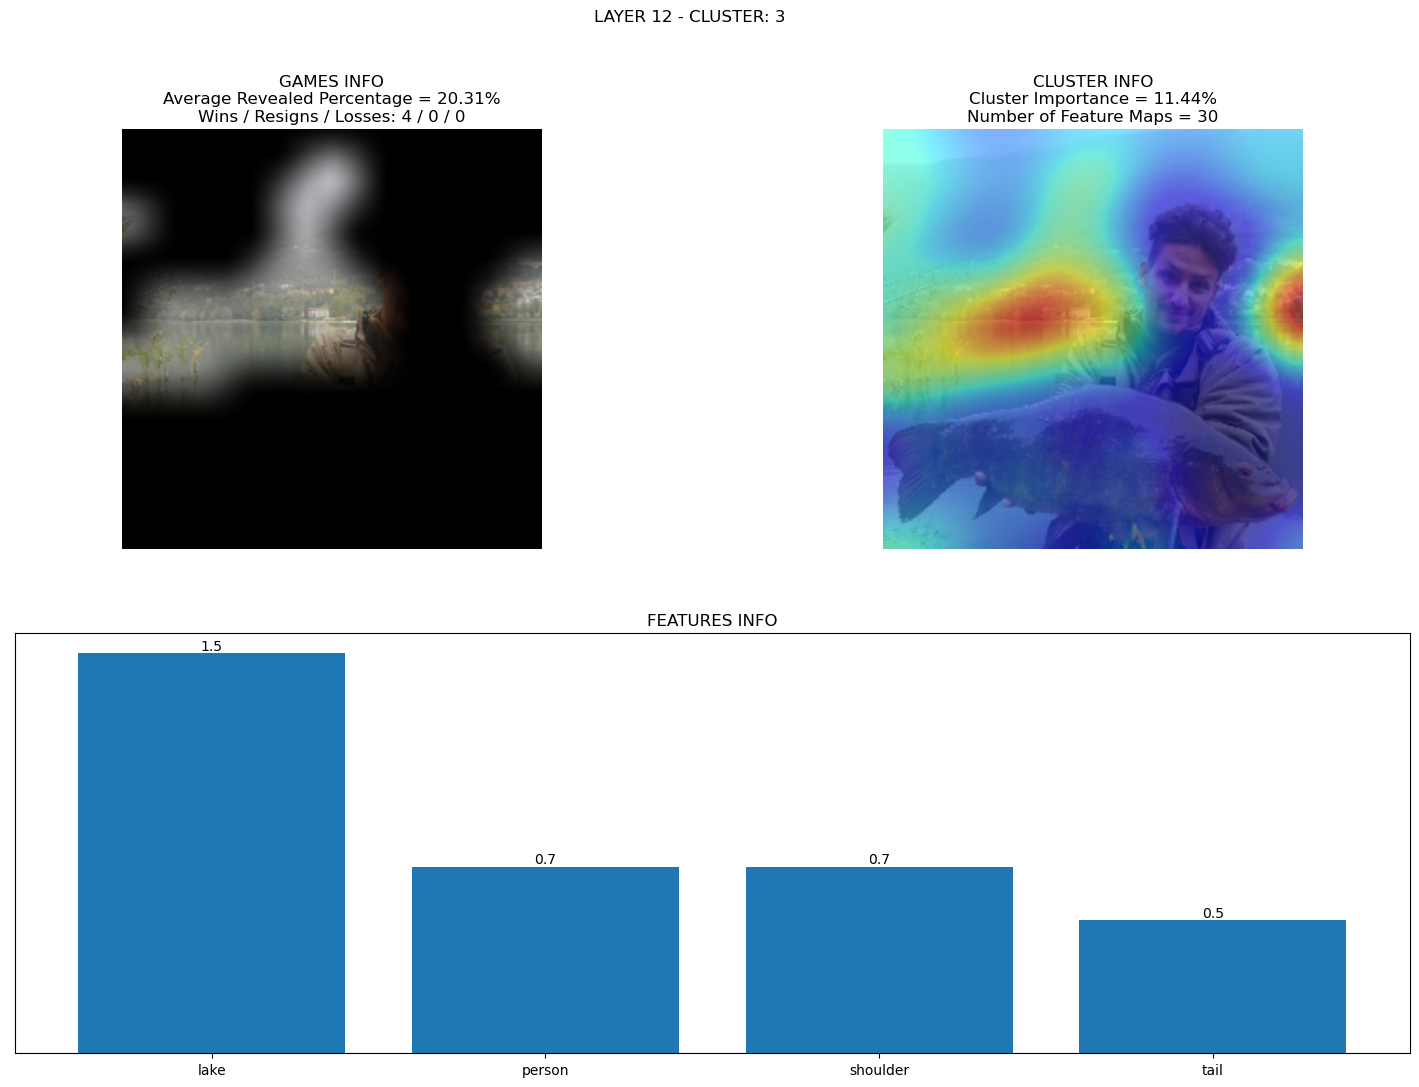 LAYER 12 - CLUSTER: 3
GAMES INFO
Average Revealed Percentage = 20.31%
Wins / Resigns / Losses: 4 / 0 / 0
CLUSTER INFO
Cluster Importance = 11.44%
Number of Feature Maps = 30
FEATURES INFO
1.5
0.7
0.7
0.5
lake
person
shoulder
tail